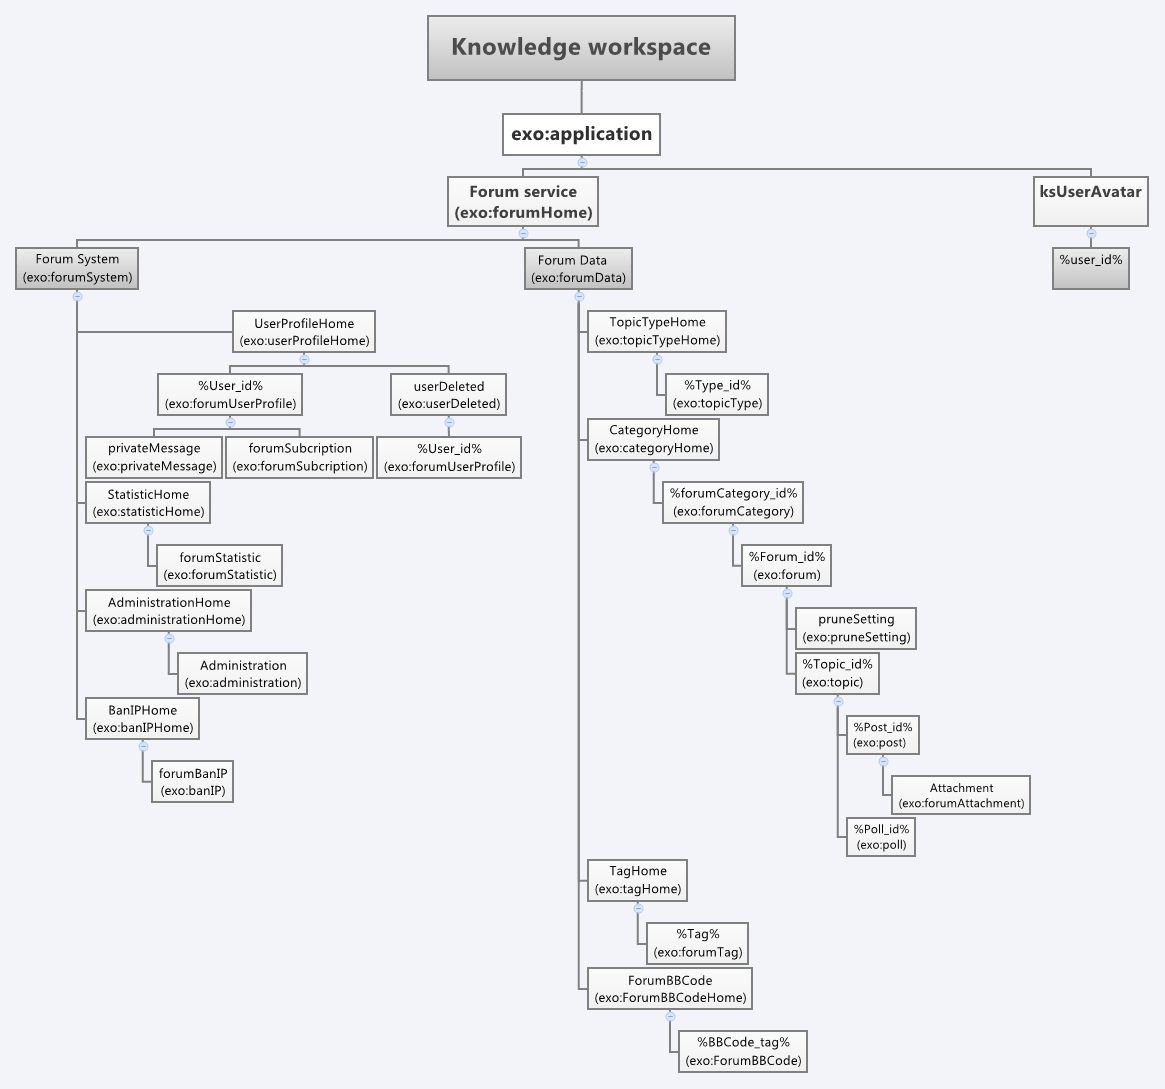 Knowledge workspace
exo:application
Forum service
(exo:forumHome)
ksUserAvatar
Forum System
(exo:forumSystem)
Forum Data
(exo:forumData)
%user_id%
UserProfileHome
(exo:userProfileHome)
%User_id%
(exo:forumUserProfile)
userDeleted
(exo:userDeleted)
privateMessage
(exo:privateMessage)
forumSubcription
(exo:forumSubcription)
%User_id%
(exo:forumUserProfile)
StatisticHome
(exo:statisticHome)
forumStatistic
(exo:forumStatistic)
AdministrationHome
(exo:administrationHome)
Administration
(exo:administration)
BanIPHome
(exo:banIPHome)
forumBanIP
(exo:banIP)
TopicTypeHome
(exo:topicTypeHome)
%Type_id%
(exo:topicType)
CategoryHome
(exo:categoryHome)
%forumCategory_id%
(exo:forumCategory)
%Forum_id%
(exo:forum)
pruneSetting
(exo:pruneSetting)
%Topic_id%
(exo:topic)
%Post_id%
(exo:post)
Attachment
(exo:forumAttachment)
%Poll_id%
(exo:poll)
TagHome
(exo:tagHome)
%Tag%
(exo:forumTag)
ForumBBCode
(exo:ForumBBCodeHome)
%BBCode_tag%
(exo:ForumBBCode)